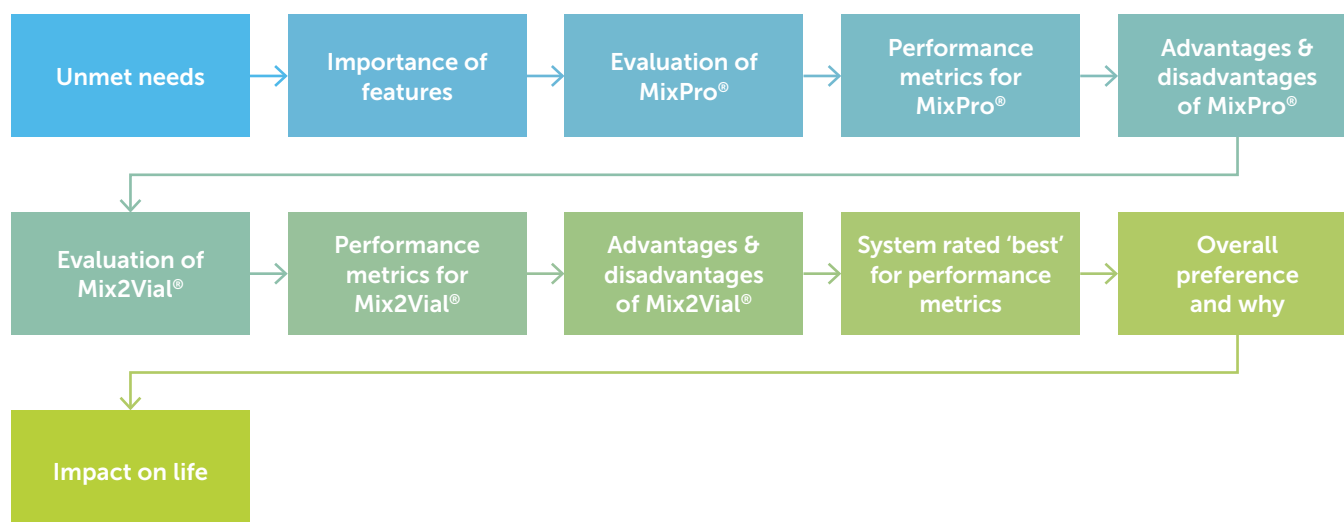 Unmet needs
Importance of
features
Evaluation of
MixPro®
Performance
metrics for
MixPro®
Advantages &
disadvantages
of MixPro®
Evaluation of
Mix2Vial®
Performance
metrics for
Mix2Vial®
Advantages &
disadvantages
of Mix2Vial®
System rated ‘best’
for performance
metrics
Overall
preference
and why
Impact on life